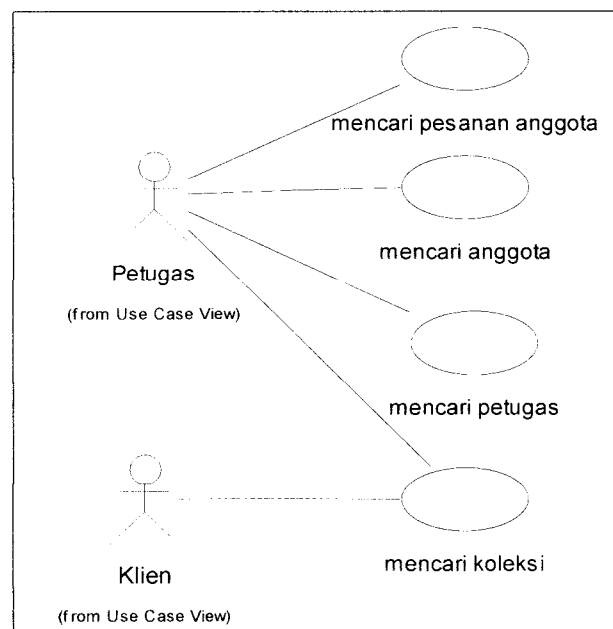 mencari pesanan anggota
mencari anggota
Petugas
(from Use Case View)
mencari petugas
mencari koleksi
Klien
(from Use Case View)